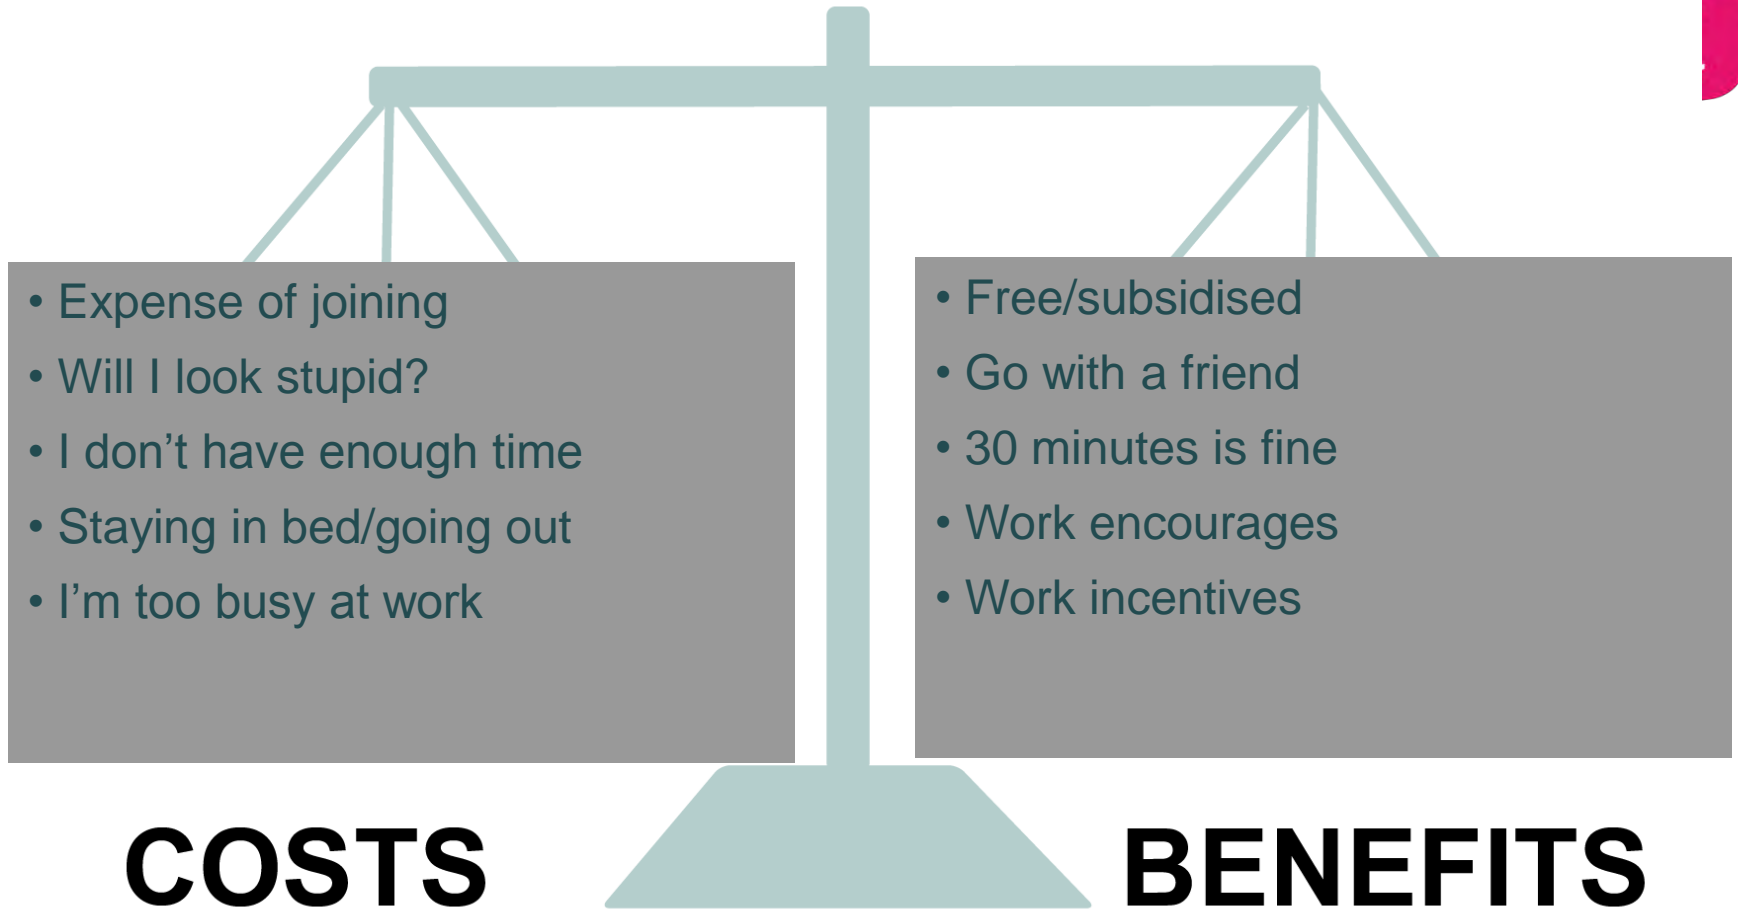 • Expense of joining
• Will I look stupid?
• I don’t have enough time
• Staying in bed/going out
• I’m too busy at work
• Free/subsidised
• Go with a friend
• 30 minutes is fine
• Work encourages
• Work incentives
COSTS
BENEFITS